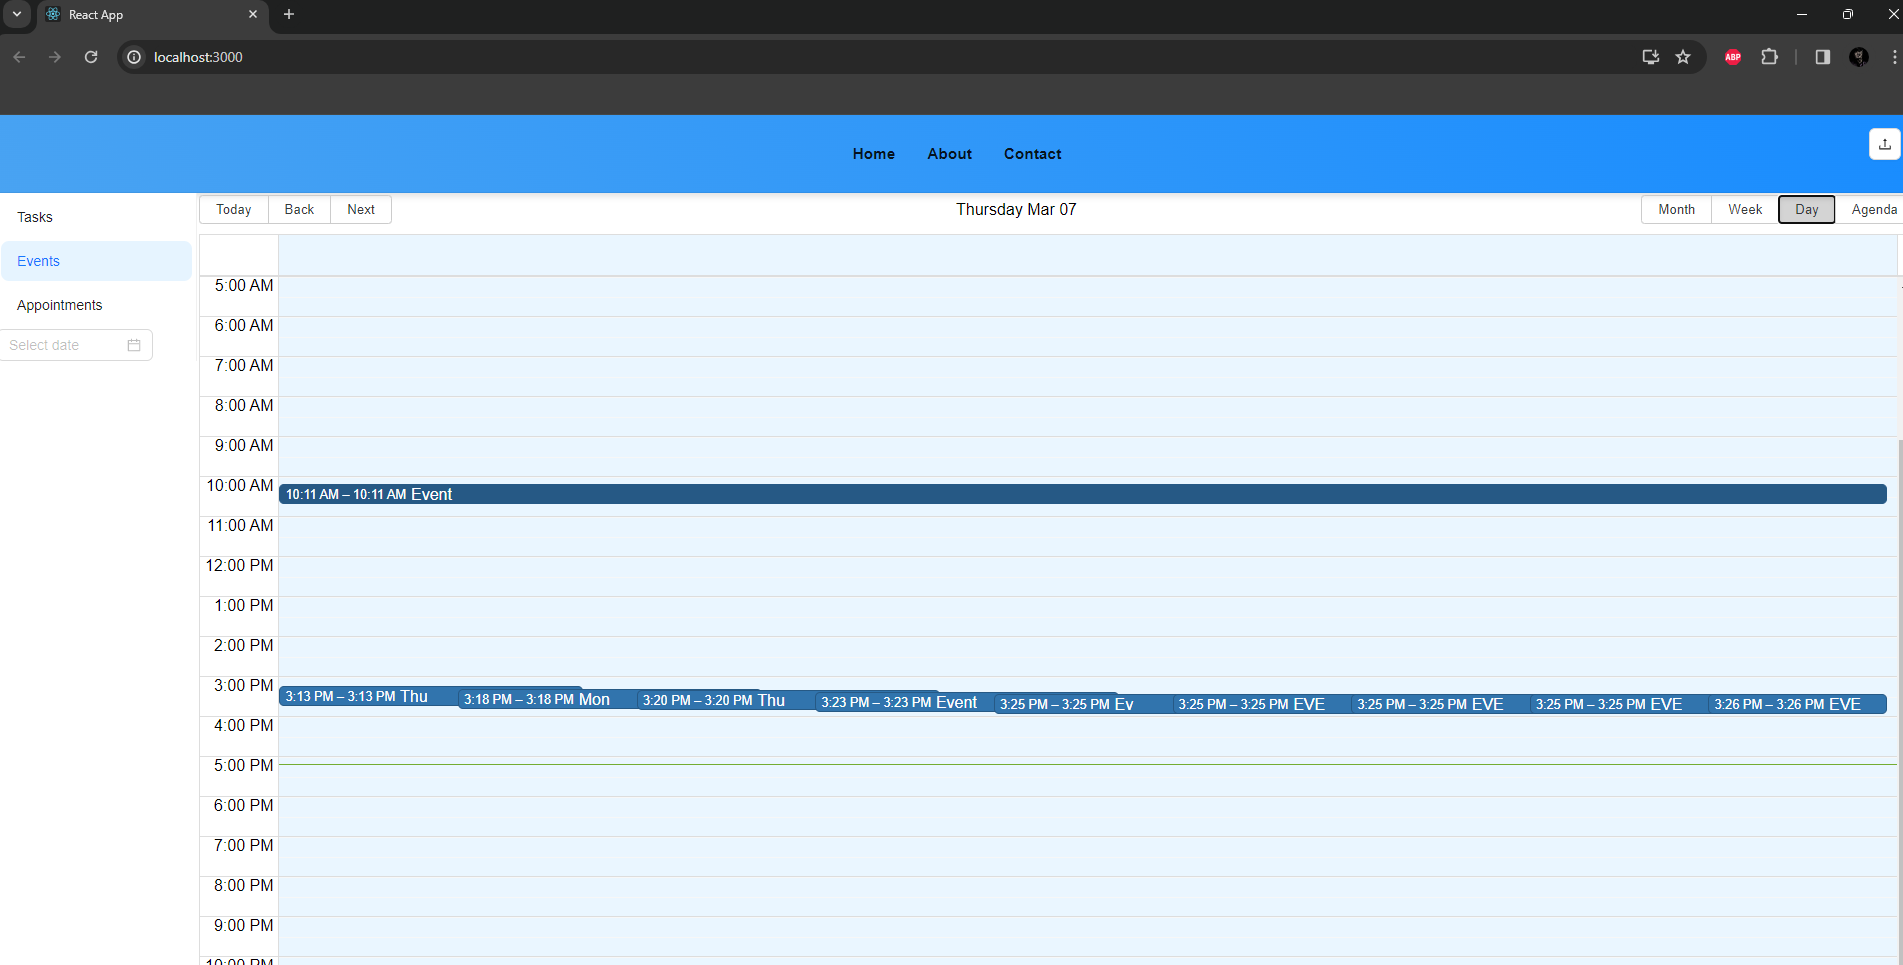 React App
localhost:3000
ABP
Home About Contact
Today Back Next
Thursday Mar 07
Month Week Day Agenda
Tasks
Events
Appointments
Select date
5:00 AM
6:00 AM
7:00 AM
8:00 AM
9:00 AM
10:00 AM
10:11 AM – 10:11 AM Event
11:00 AM
12:00 PM
1:00 PM
2:00 PM
3:00 PM
3:13 PM – 3:13 PM Thu
3:18 PM – 3:18 PM Mon
3:20 PM – 3:20 PM Thu
3:23 PM – 3:23 PM Event
3:25 PM – 3:25 PM Ev
3:25 PM – 3:25 PM EVE
3:25 PM – 3:25 PM EVE
3:25 PM – 3:25 PM EVE
3:26 PM – 3:26 PM EVE
4:00 PM
5:00 PM
6:00 PM
7:00 PM
8:00 PM
9:00 PM
10:00 PM